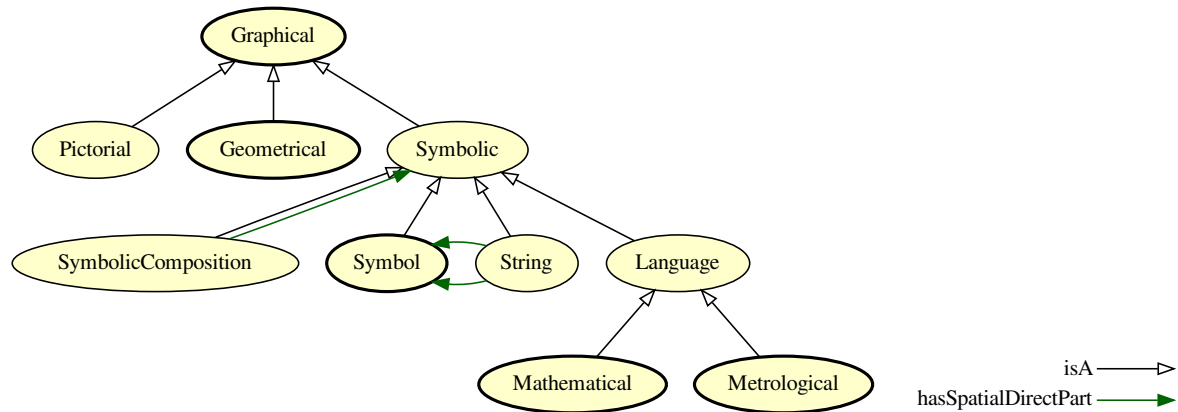 Graphical
Pictorial
Geometrical
Symbolic
SymbolicComposition
Symbol
String
Language
Mathematical
Metrological
isA
hasSpatialDirectPart